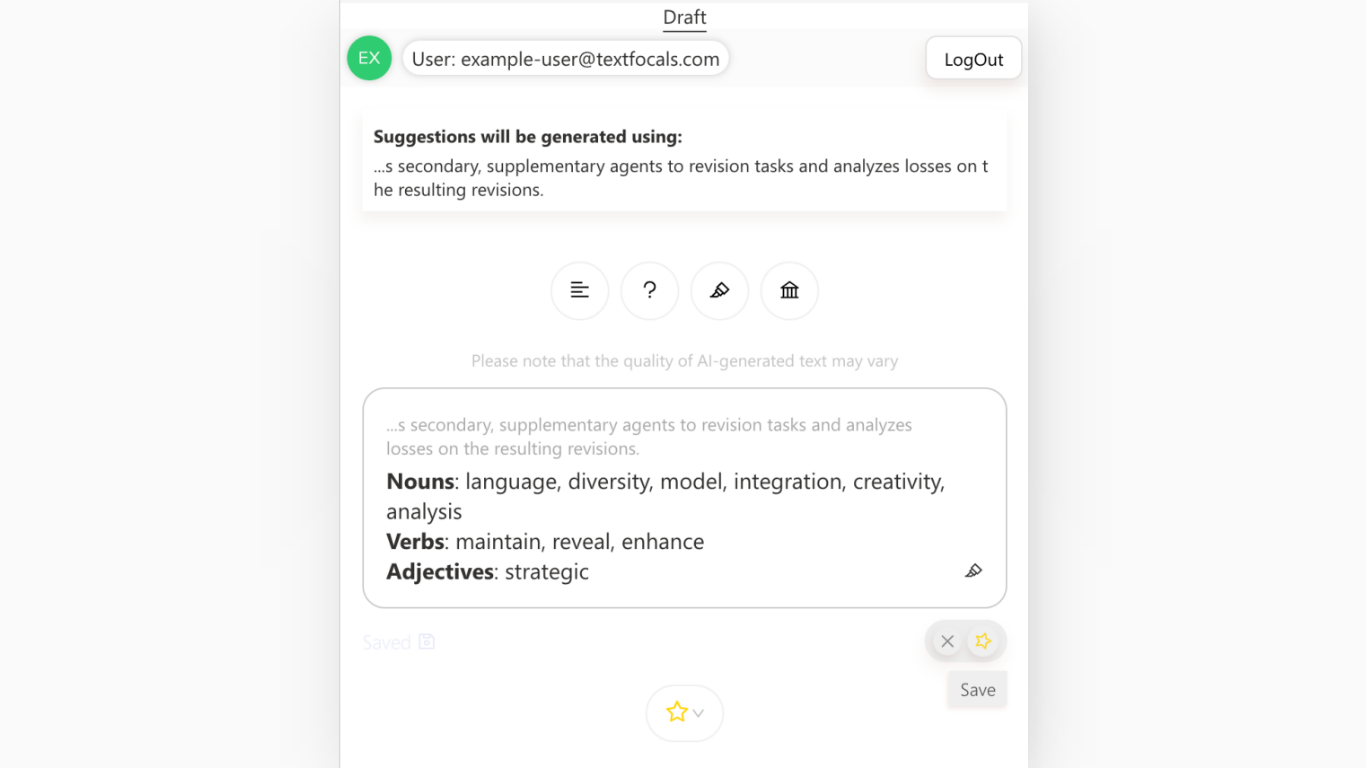 Draft
EX
User: example-user@textfocals.com
LogOut
Suggestions will be generated using:
...s secondary, supplementary agents to revision tasks and analyzes losses on t
he resulting revisions.
?
Please note that the quality of AI-generated text may vary
...s secondary, supplementary agents to revision tasks and analyzes
losses on the resulting revisions.
Nouns: language, diversity, model, integration, creativity,
analysis
Verbs: maintain, reveal, enhance
Adjectives: strategic
Saved
Save